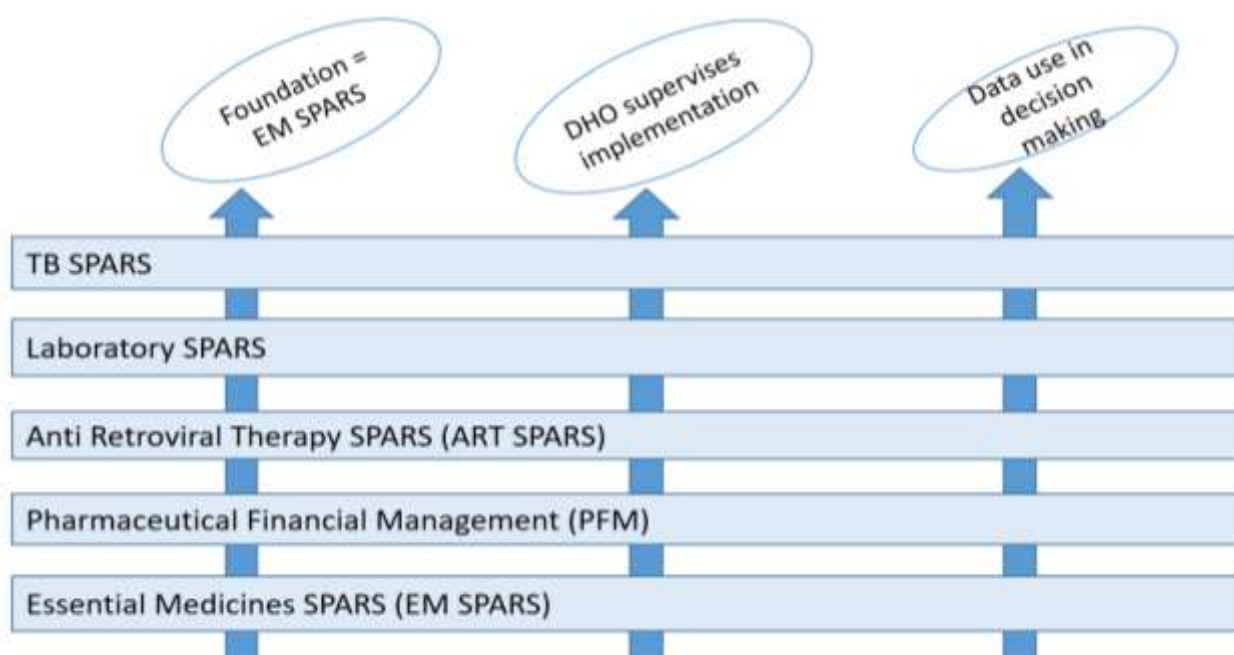 Foundation =
EM SPARS
DHO supervises
implementation
Data use in
decision
making
TB SPARS
Laboratory SPARS
Anti Retroviral Therapy SPARS (ART SPARS)
Pharmaceutical Financial Management (PFM)
Essential Medicines SPARS (EM SPARS)